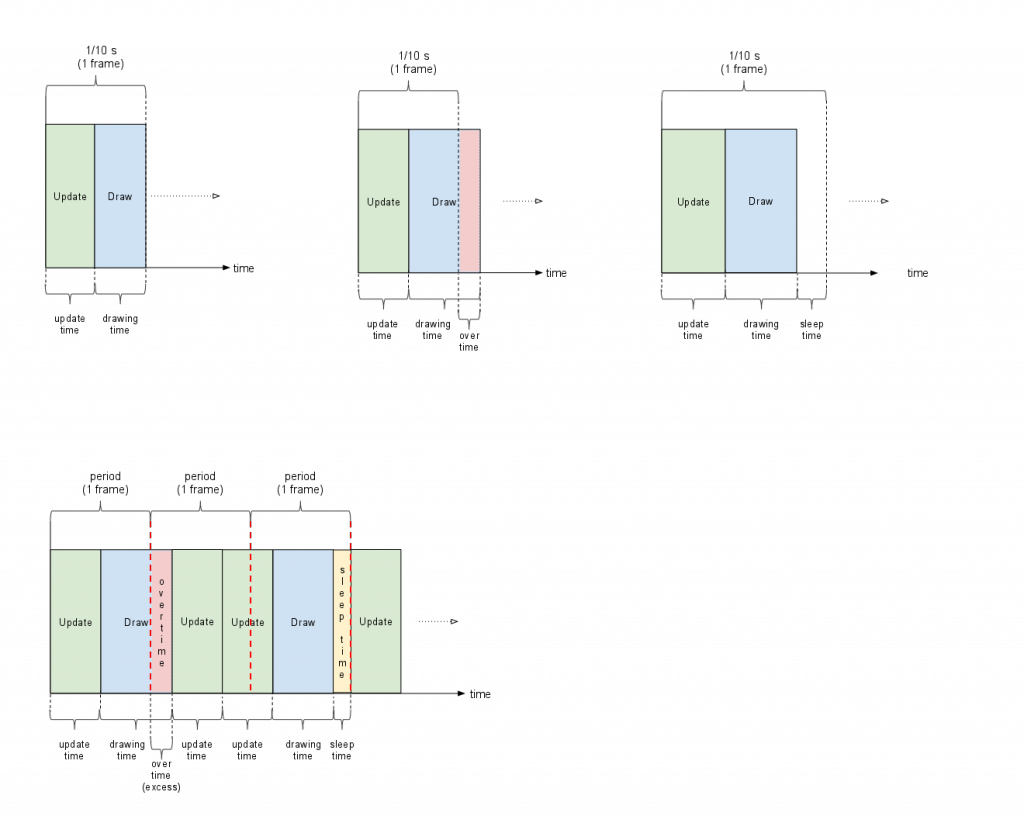 1/10 s
(1 frame)
Update
Draw
time
update
time
drawing
time
1/10 s
(1 frame)
Update
Draw
time
update
time
drawing
time
over
time
1/10 s
(1 frame)
Update
Draw
time
update
time
drawing
time
sleep
time
period
(1 frame)
period
(1 frame)
period
(1 frame)
Update
Draw
overtime
Update
Update
Draw
sleep time
Update
time
update
time
drawing
time
over
time
(excess)
update
time
update
time
drawing
time
sleep
time